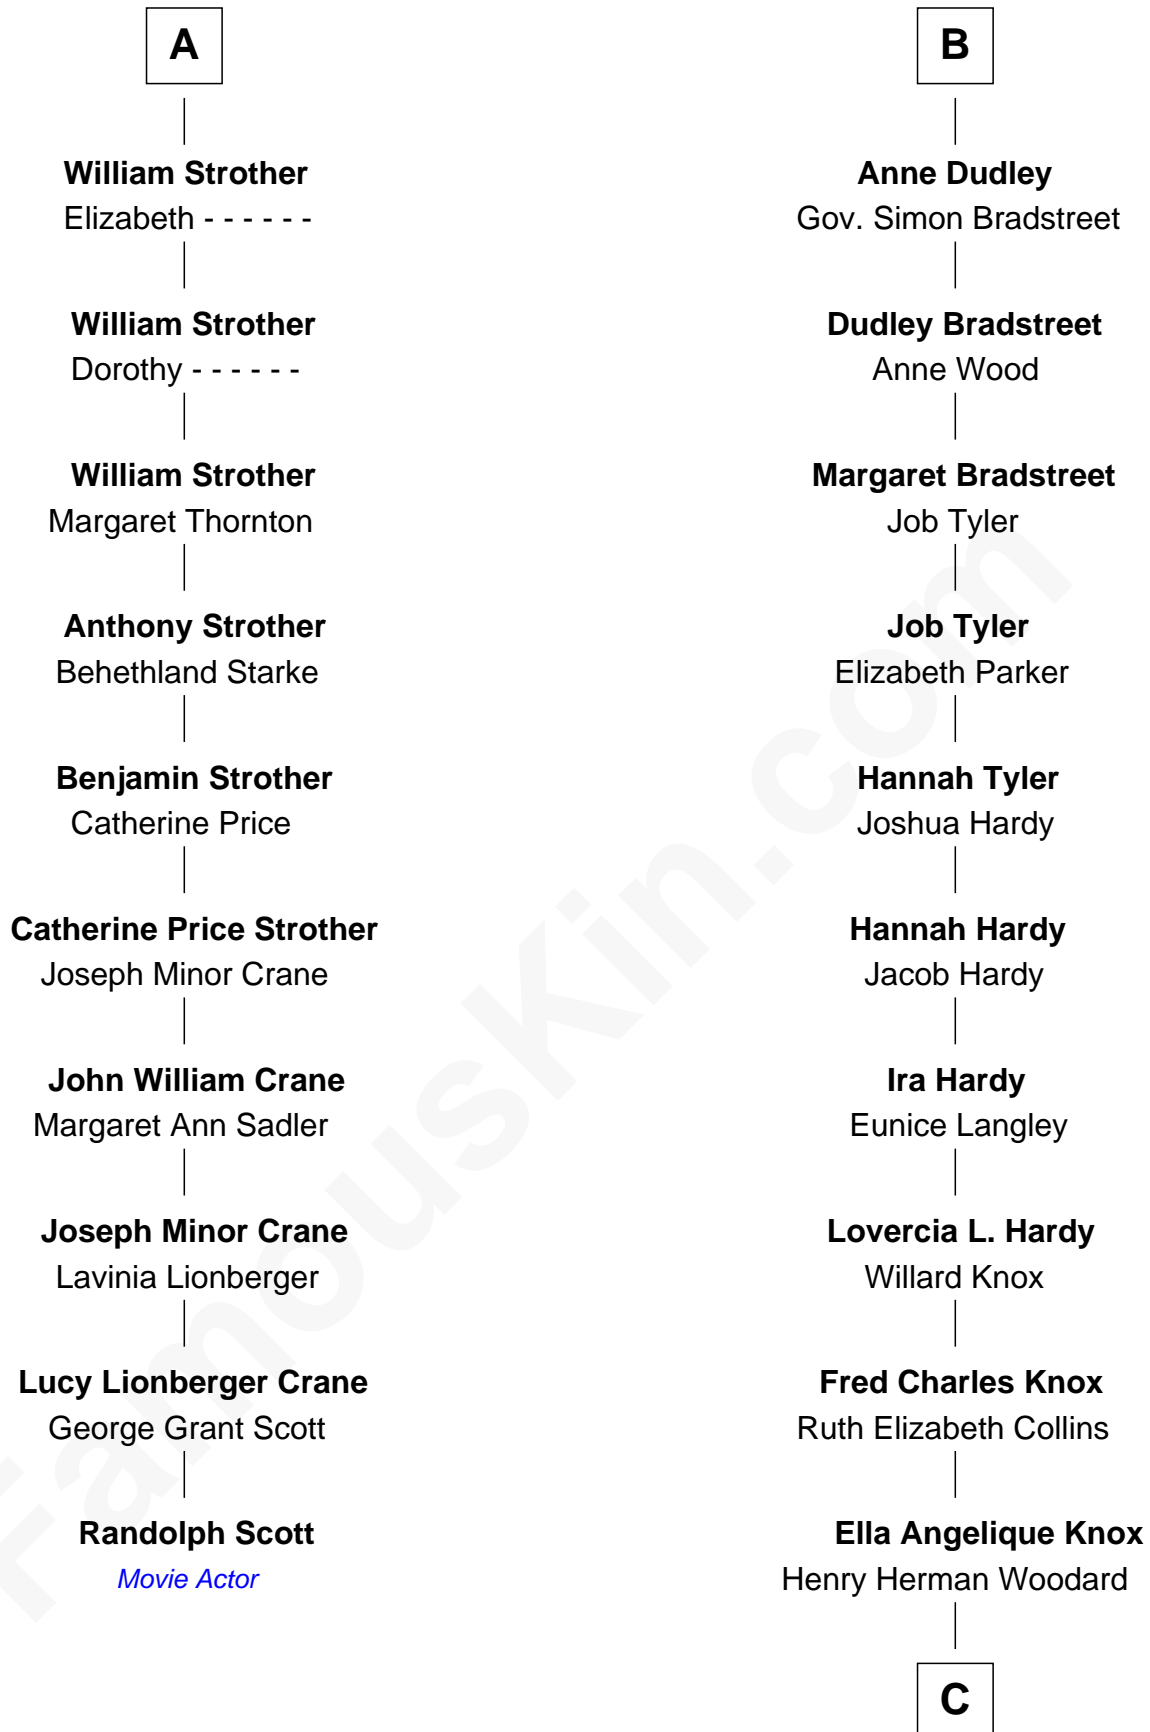 A
William Strother
Elizabeth - - - - - -
William Strother
Dorothy - - - - - -
William Strother
Margaret Thornton
Anthony Strother
Behethland Starke
Benjamin Strother
Catherine Price
Catherine Price Strother
Joseph Minor Crane
John William Crane
Margaret Ann Sadler
Joseph Minor Crane
Lavinia Lionberger
Lucy Lionberger Crane
George Grant Scott
Randolph Scott
Movie Actor
B
Anne Dudley
Gov. Simon Bradstreet
Dudley Bradstreet
Anne Wood
Margaret Bradstreet
Job Tyler
Job Tyler
Elizabeth Parker
Hannah Tyler
Joshua Hardy
Hannah Hardy
Jacob Hardy
Ira Hardy
Eunice Langley
Lovercia L. Hardy
Willard Knox
Fred Charles Knox
Ruth Elizabeth Collins
Ella Angelique Knox
Henry Herman Woodard
C
FamousKin.com